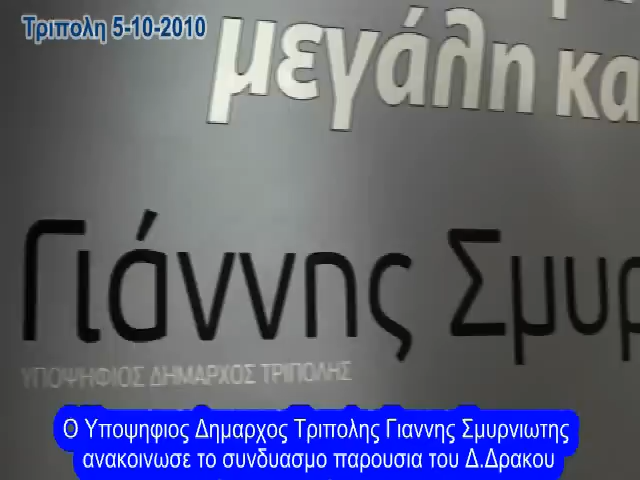 Τριπολη 5-10-2010
μεγάλη κα
Γιάννης Σμυρ
ΥΠΟΨΗΦΙΟΣ ΔΗΜΑΡΧΟΣ ΤΡΙΠΟΛΗΣ
Ο Υποψηφιος Δημαρχος Τριπολης Γιαννης Σμυρνιωτης
ανακοινωσε το συνδυασμο παρουσια του Δ.Δρακου